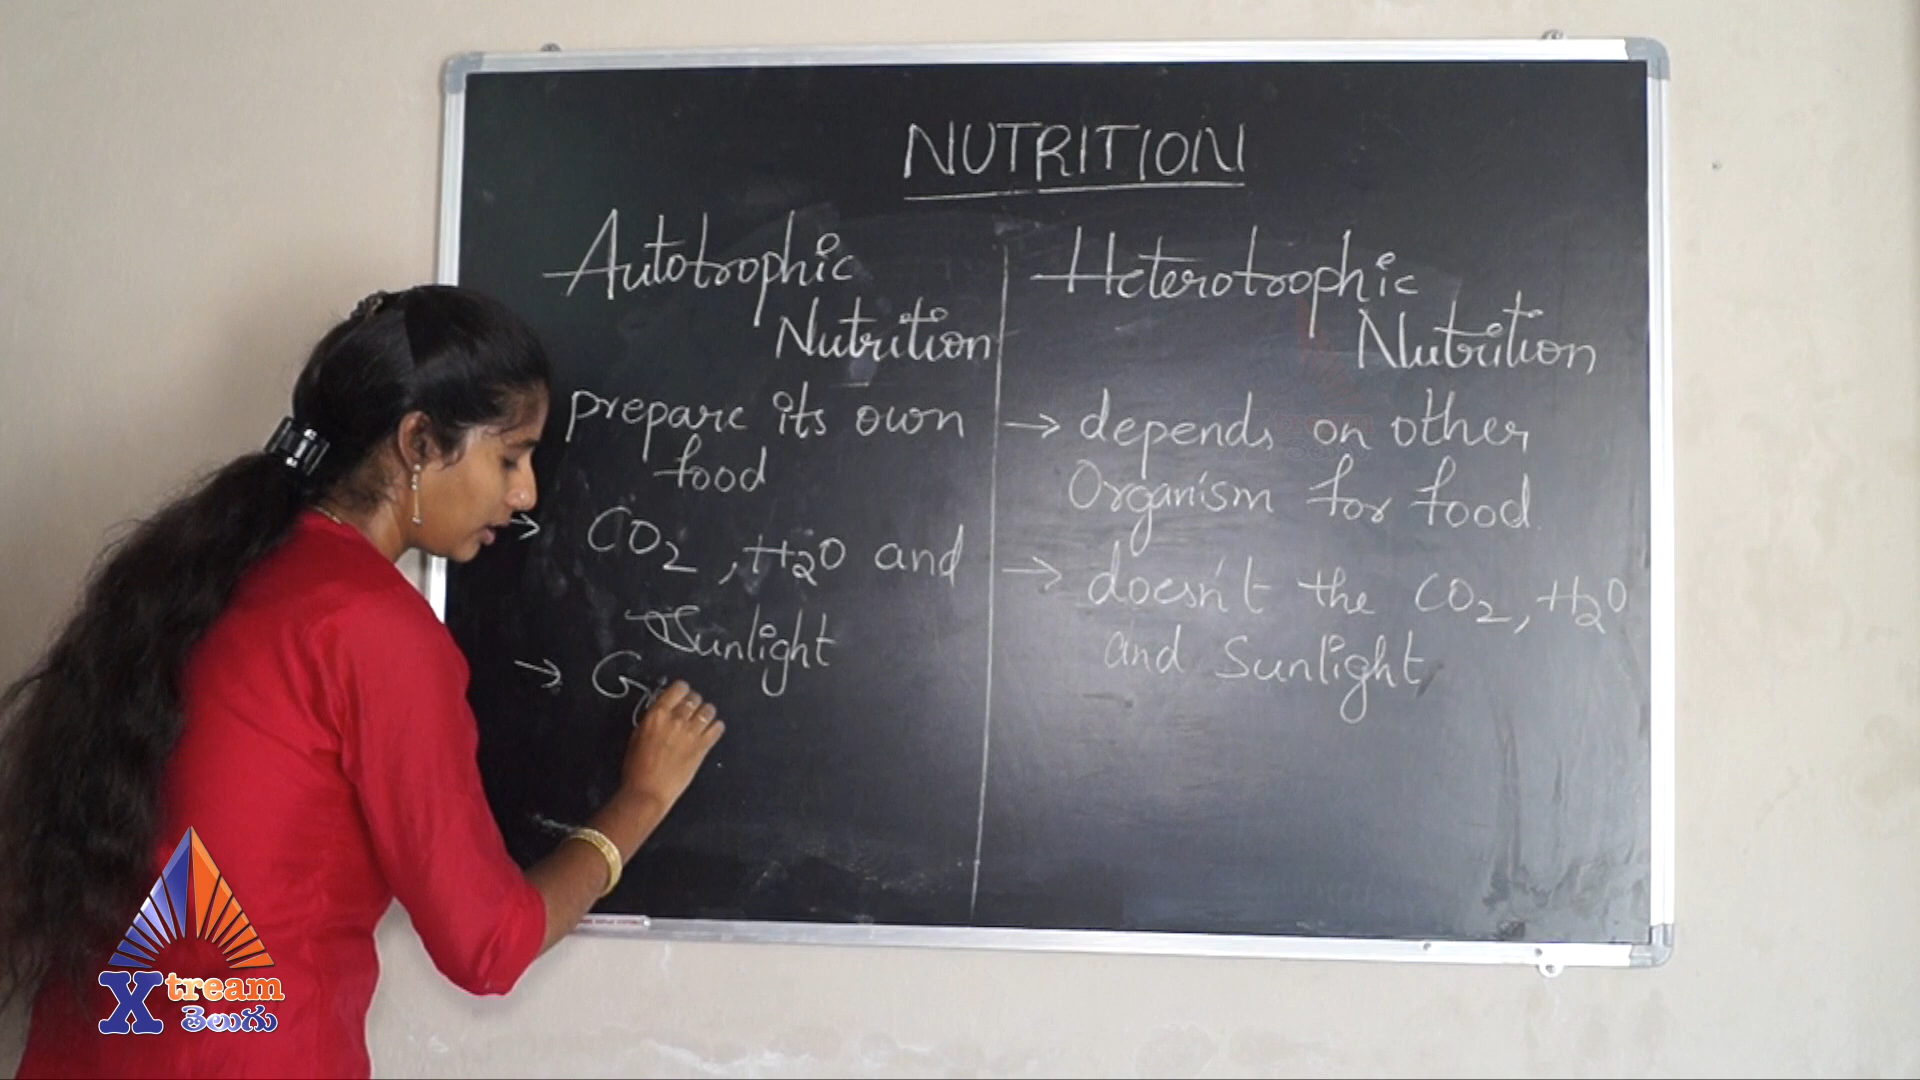 NUTRITION
Autotrophic
Nutrition
prepare its own
food
→ CO2, H2O and
Sunlight
→
Heterotrophic
Nutrition
→ depends on other
Organism for food
→ doesn't the CO2, H2O
and Sunlight
Xtream
తెలుగు